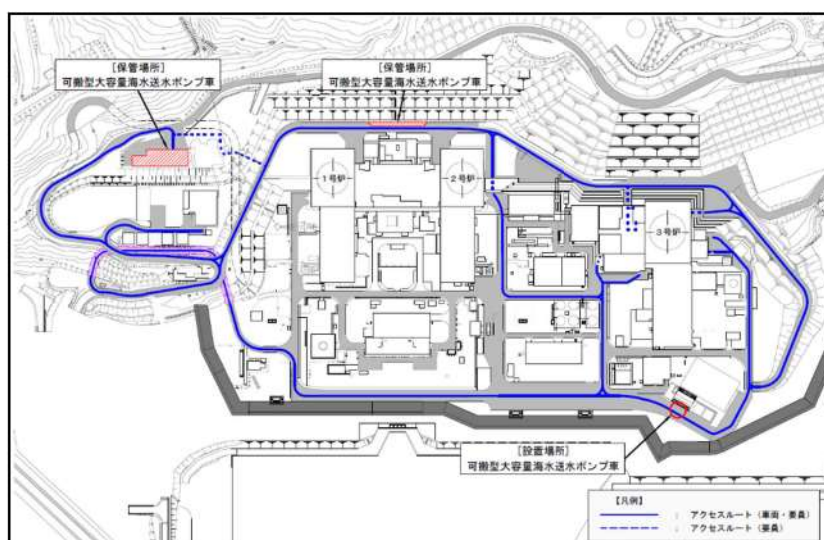 [保管場所]
可搬型大容量海水送水ポンプ車
[保管場所]
可搬型大容量海水送水ポンプ車
1号炉
2号炉
3号炉
[設置場所]
可搬型大容量海水送水ポンプ車
【凡例】
: アクセスルート（車両・要員）
: アクセスルート（要員）